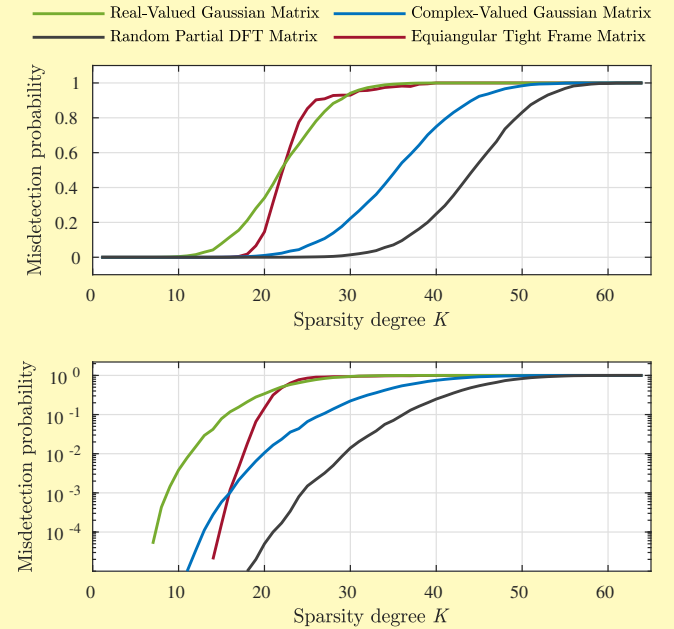 Real-Valued Gaussian Matrix Complex-Valued Gaussian Matrix
Random Partial DFT Matrix Equiangular Tight Frame Matrix
Misdetection probability
1
0.8
0.6
0.4
0.2
0
0 10 20 30 40 50 60
Sparsity degree K
Misdetection probability
10^0
10^-1
10^-2
10^-3
10^-4
0 10 20 30 40 50 60
Sparsity degree K